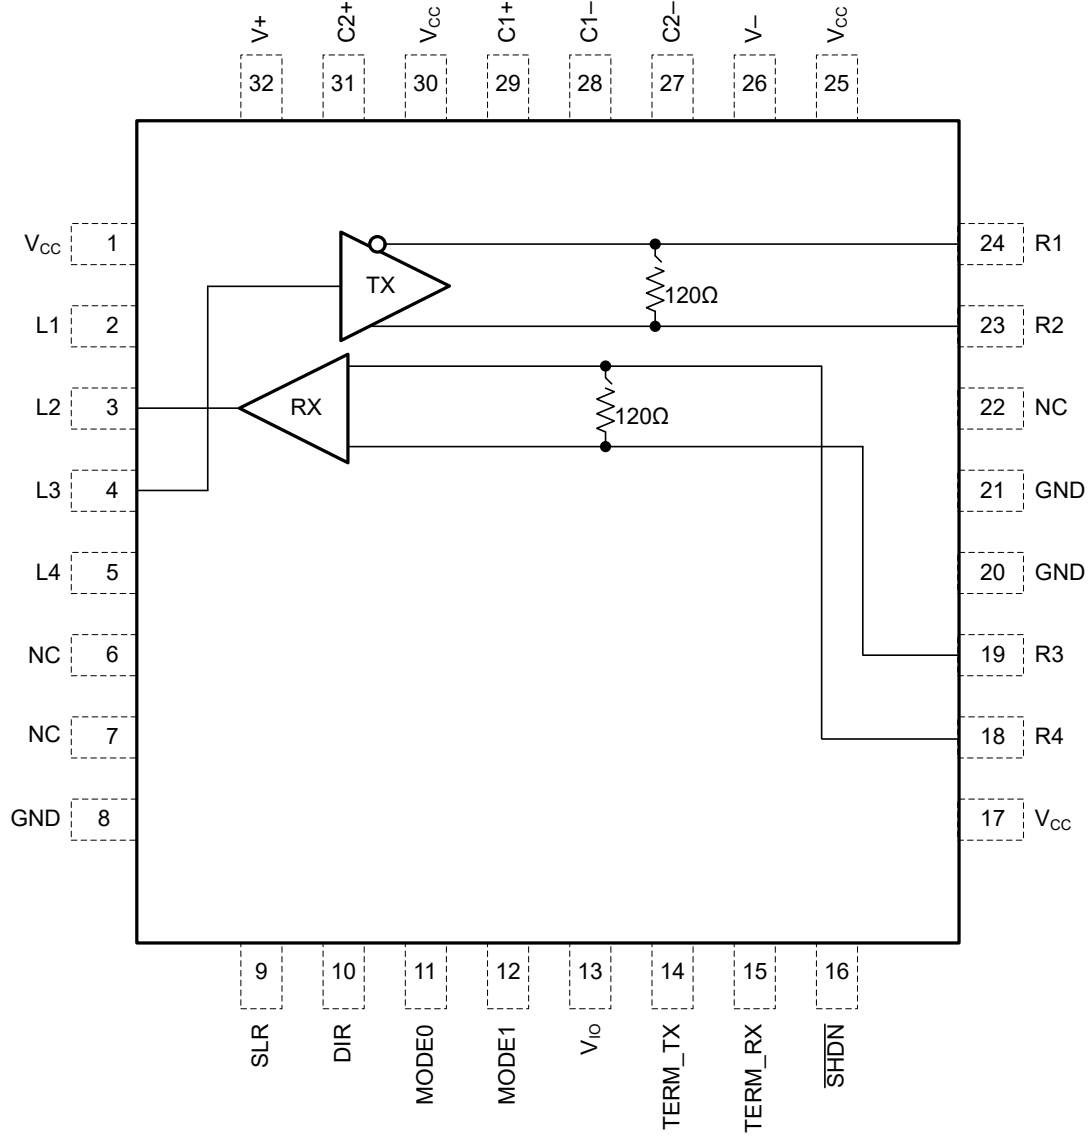 V+ C2+ VCC C1+ C1– C2– V– VCC
32 31 30 29 28 27 26 25
VCC 1 24 R1
TX
120Ω
L1 2 23 R2
L2 3 RX 120Ω 22 NC
L3 4 21 GND
L4 5 20 GND
NC 6 19 R3
NC 7 18 R4
GND 8 17 VCC
9 10 11 12 13 14 15 16
SLR DIR MODE0 MODE1 VIO TERM_TX TERM_RX SHDN